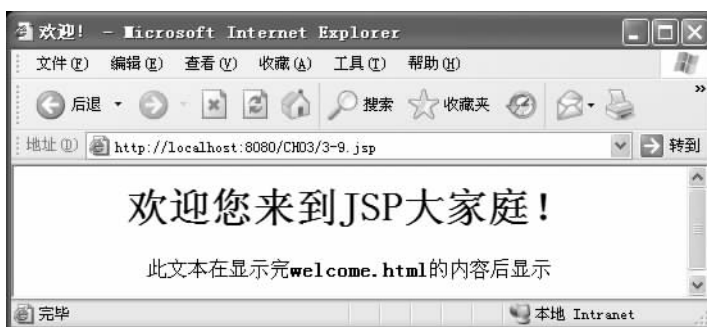 欢迎! - Microsoft Internet Explorer
文件(F) 编辑(E) 查看(V) 收藏(A) 工具(T) 帮助(H)
后退 搜索 收藏夹 »
地址(D) http://localhost:8080/CH03/3-9.jsp 转到
欢迎您来到JSP大家庭!
此文本在显示完welcome.html的内容后显示
完毕 本地 Intranet